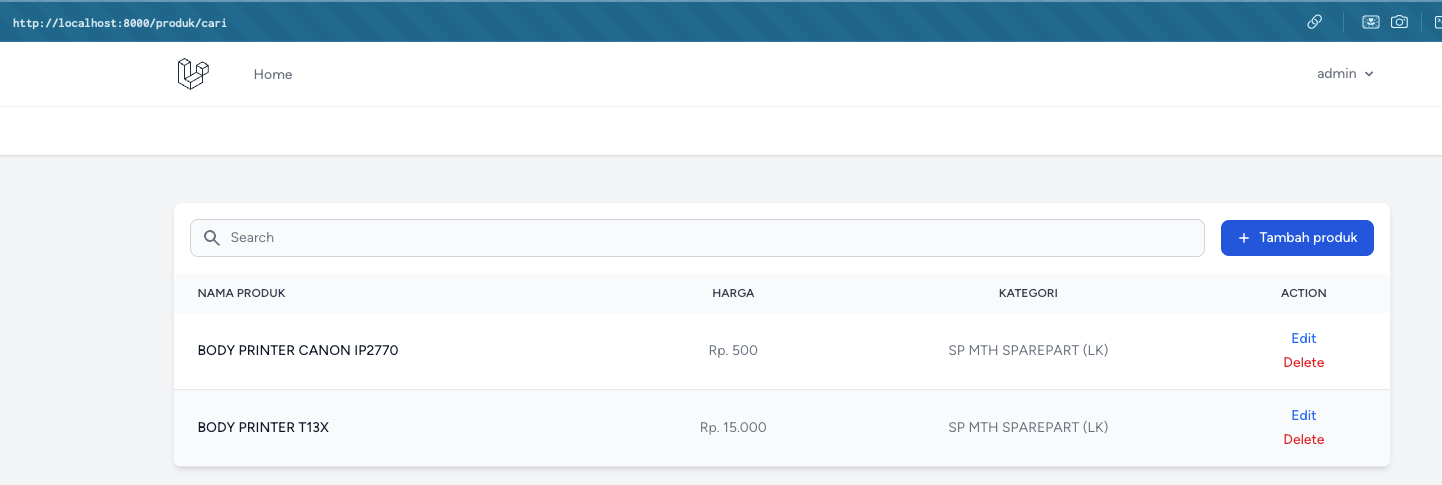 http://localhost:8000/produk/cari
Home
admin
Search
+ Tambah produk
NAMA PRODUK HARGA KATEGORI ACTION
BODY PRINTER CANON IP2770 Rp. 500 SP MTH SPAREPART (LK) Edit
Delete
BODY PRINTER T13X Rp. 15.000 SP MTH SPAREPART (LK) Edit
Delete